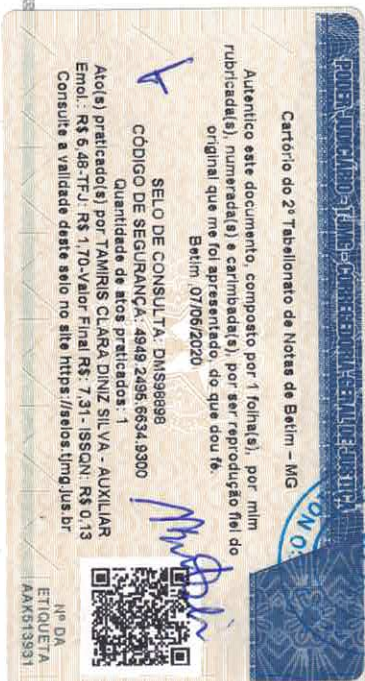 PODER JUDICIÁRIO - TJMG - CORREGEDORIA GERAL DE JUSTIÇA
Cartório do 2º Tabelionato de Notas de Betim - MG
Autentico este documento, composto por 1 folha(s), por mim
rubricada(s), numerada(s) e carimbada(s), por ser reprodução fiel do
original que me foi apresentado, do que dou fé.
Betim, 07/05/2020
SELO DE CONSULTA: DMS96898
CÓDIGO DE SEGURANÇA: 4949.2495.6634.9300
Quantidade de atos praticados: 1
Ato(s) praticado(s) por TAMIRIS CLARA DINIZ SILVA - AUXILIAR
Emol.: R$ 5,48-TFJ.: R$ 1,70-Valor Final R$: 7,31 - ISSQN: R$ 0,13
Consulte a validade deste selo no site https://selos.tjmg.jus.br
Nº DA
ETIQUETA
AAK513931